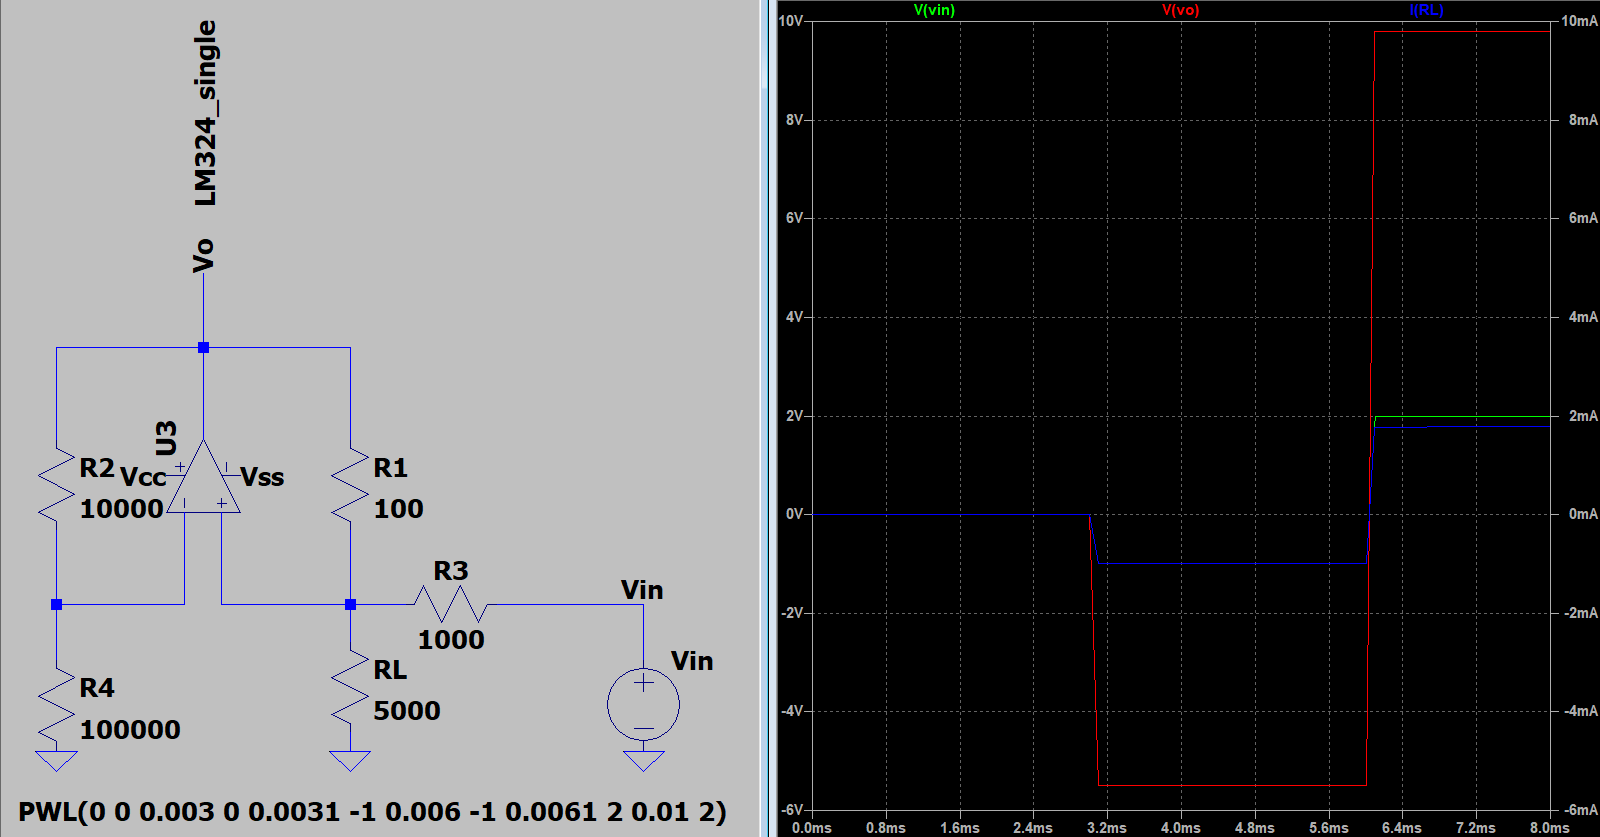 LM324_single
Vo
U3
R2
Vcc
Vss
R1
10000
100
R3
Vin
1000
Vin
RL
R4
5000
100000
PWL(0 0 0.003 0 0.0031 -1 0.006 -1 0.0061 2 0.01 2)
V(vin) V(vo) I(RL)
10V 10mA
8V 8mA
6V 6mA
4V 4mA
2V 2mA
0V 0mA
-2V -2mA
-4V -4mA
-6V -6mA
0.0ms 0.8ms 1.6ms 2.4ms 3.2ms 4.0ms 4.8ms 5.6ms 6.4ms 7.2ms 8.0ms